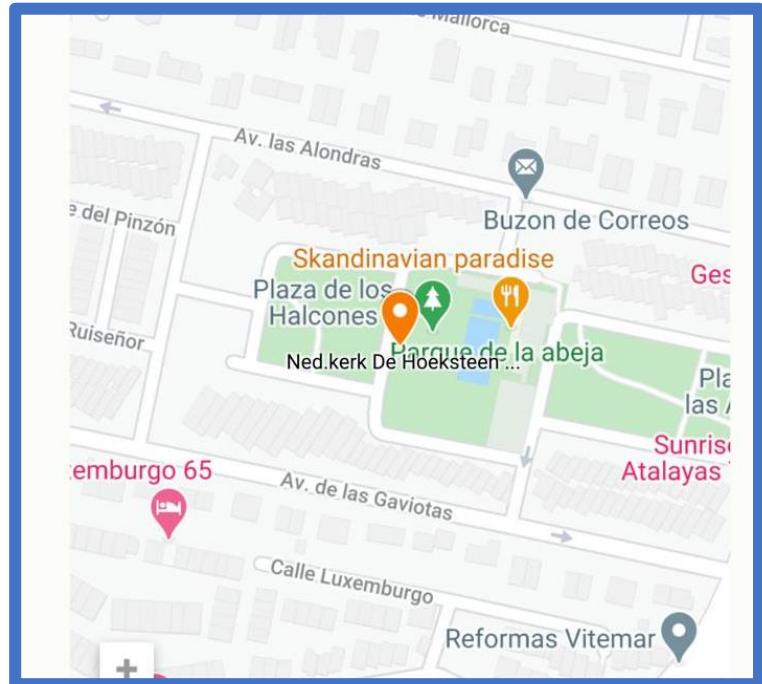 Mallorca
Av. las Alondras
Buzon de Correos
e del Pinzón
Skandinavian paradise
Ges
Plaza de los
Halcones
Ruiseñor
Parque de la abeja
Ned.kerk De Hoeksteen ...
Pla
las
Sunris
Atalayas
emburgo 65
Av. de las Gaviotas
Calle Luxemburgo
Reformas Vitemar
+